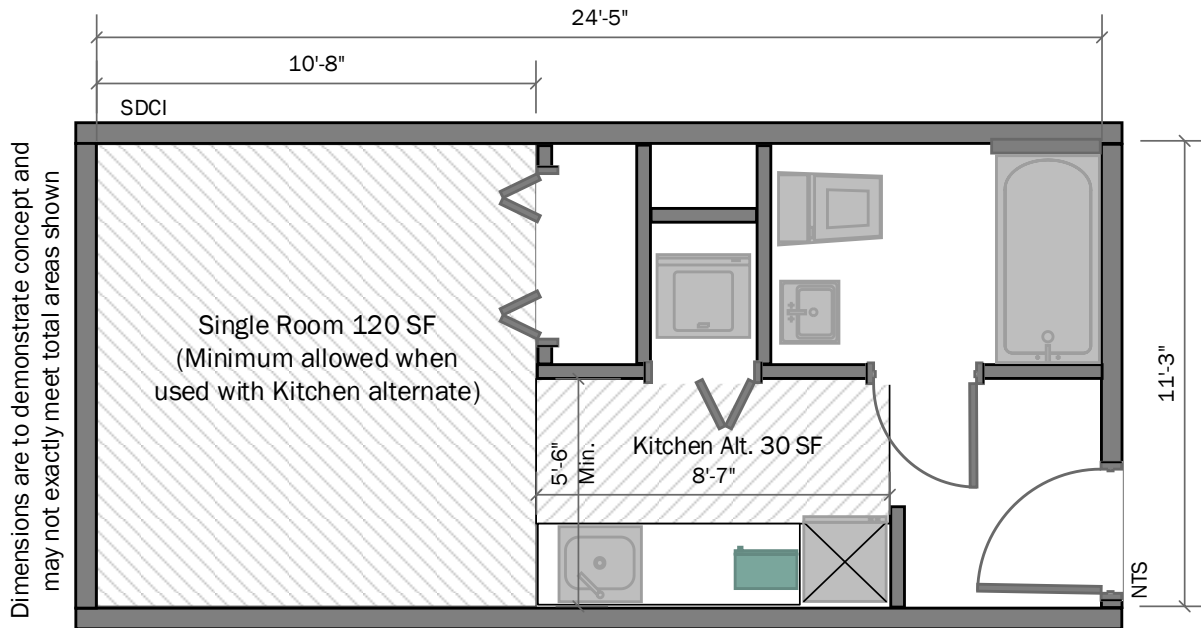 24'-5"
10'-8"
SDCI
Dimensions are to demonstrate concept and
may not exactly meet total areas shown
Single Room 120 SF
(Minimum allowed when
used with Kitchen alternate)
11'-3"
Kitchen Alt. 30 SF
8'-7"
5'-6"
Min.
NTS